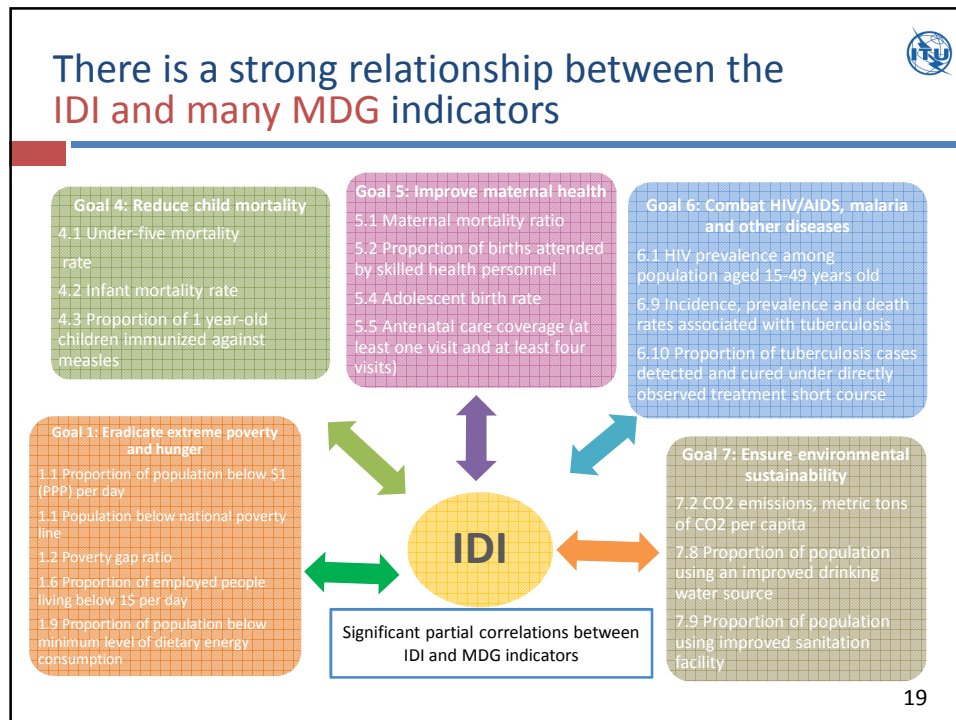 There is a strong relationship between the
IDI and many MDG indicators
ITU
Goal 4: Reduce child mortality
4.1 Under-five mortality
rate
4.2 Infant mortality rate
4.3 Proportion of 1 year-old
children immunized against
measles
Goal 5: Improve maternal health
5.1 Maternal mortality ratio
5.2 Proportion of births attended
by skilled health personnel
5.4 Adolescent birth rate
5.5 Antenatal care coverage (at
least one visit and at least four
visits)
Goal 6: Combat HIV/AIDS, malaria
and other diseases
6.1 HIV prevalence among
population aged 15-49 years old
6.9 Incidence, prevalence and death
rates associated with tuberculosis
6.10 Proportion of tuberculosis cases
detected and cured under directly
observed treatment short course
Goal 1: Eradicate extreme poverty
and hunger
1.1 Proportion of population below $1
(PPP) per day
1.1 Population below national poverty
line
1.2 Poverty gap ratio
1.6 Proportion of employed people
living below 1$ per day
1.9 Proportion of population below
minimum level of dietary energy
consumption
IDI
Significant partial correlations between
IDI and MDG indicators
Goal 7: Ensure environmental
sustainability
7.2 CO2 emissions, metric tons
of CO2 per capita
7.8 Proportion of population
using an improved drinking
water source
7.9 Proportion of population
using improved sanitation
facility
19